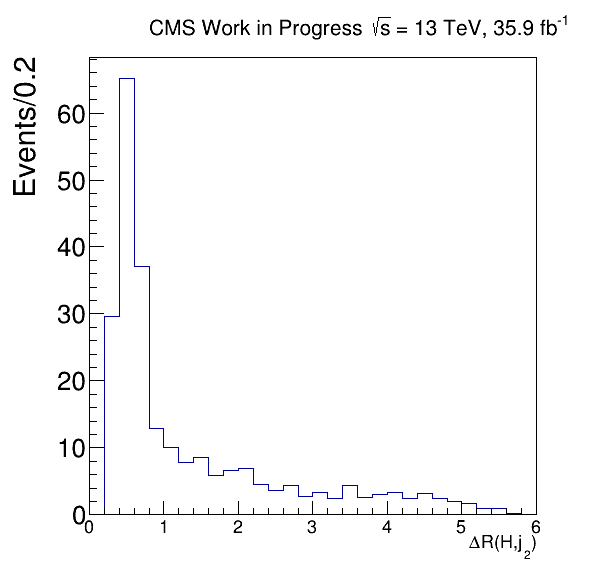 CMS Work in Progress √s = 13 TeV, 35.9 fb⁻¹
Events/0.2
60
50
40
30
20
10
0
0 1 2 3 4 5 6
ΔR(H,j₂)